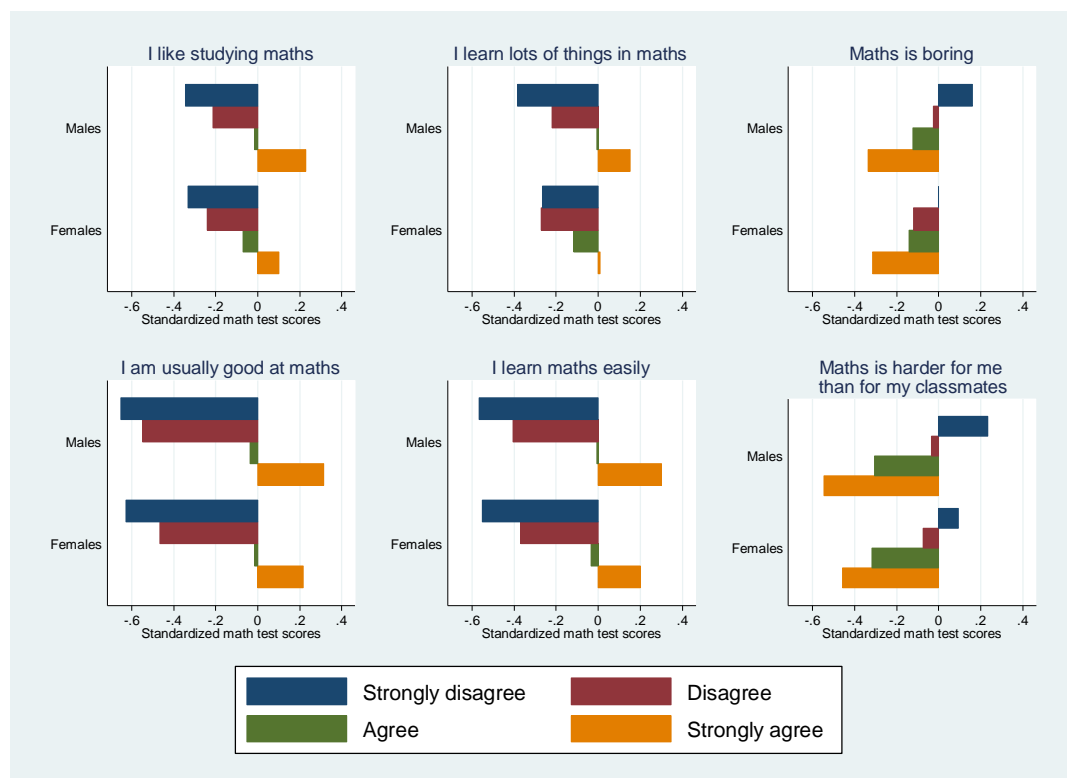 I like studying maths
Males
Females
-.6 -.4 -.2 0 .2 .4
Standardized math test scores
I learn lots of things in maths
Males
Females
-.6 -.4 -.2 0 .2 .4
Standardized math test scores
Maths is boring
Males
Females
-.6 -.4 -.2 0 .2 .4
Standardized math test scores
I am usually good at maths
Males
Females
-.6 -.4 -.2 0 .2 .4
Standardized math test scores
I learn maths easily
Males
Females
-.6 -.4 -.2 0 .2 .4
Standardized math test scores
Maths is harder for me
than for my classmates
Males
Females
-.6 -.4 -.2 0 .2 .4
Standardized math test scores
Strongly disagree
Disagree
Agree
Strongly agree